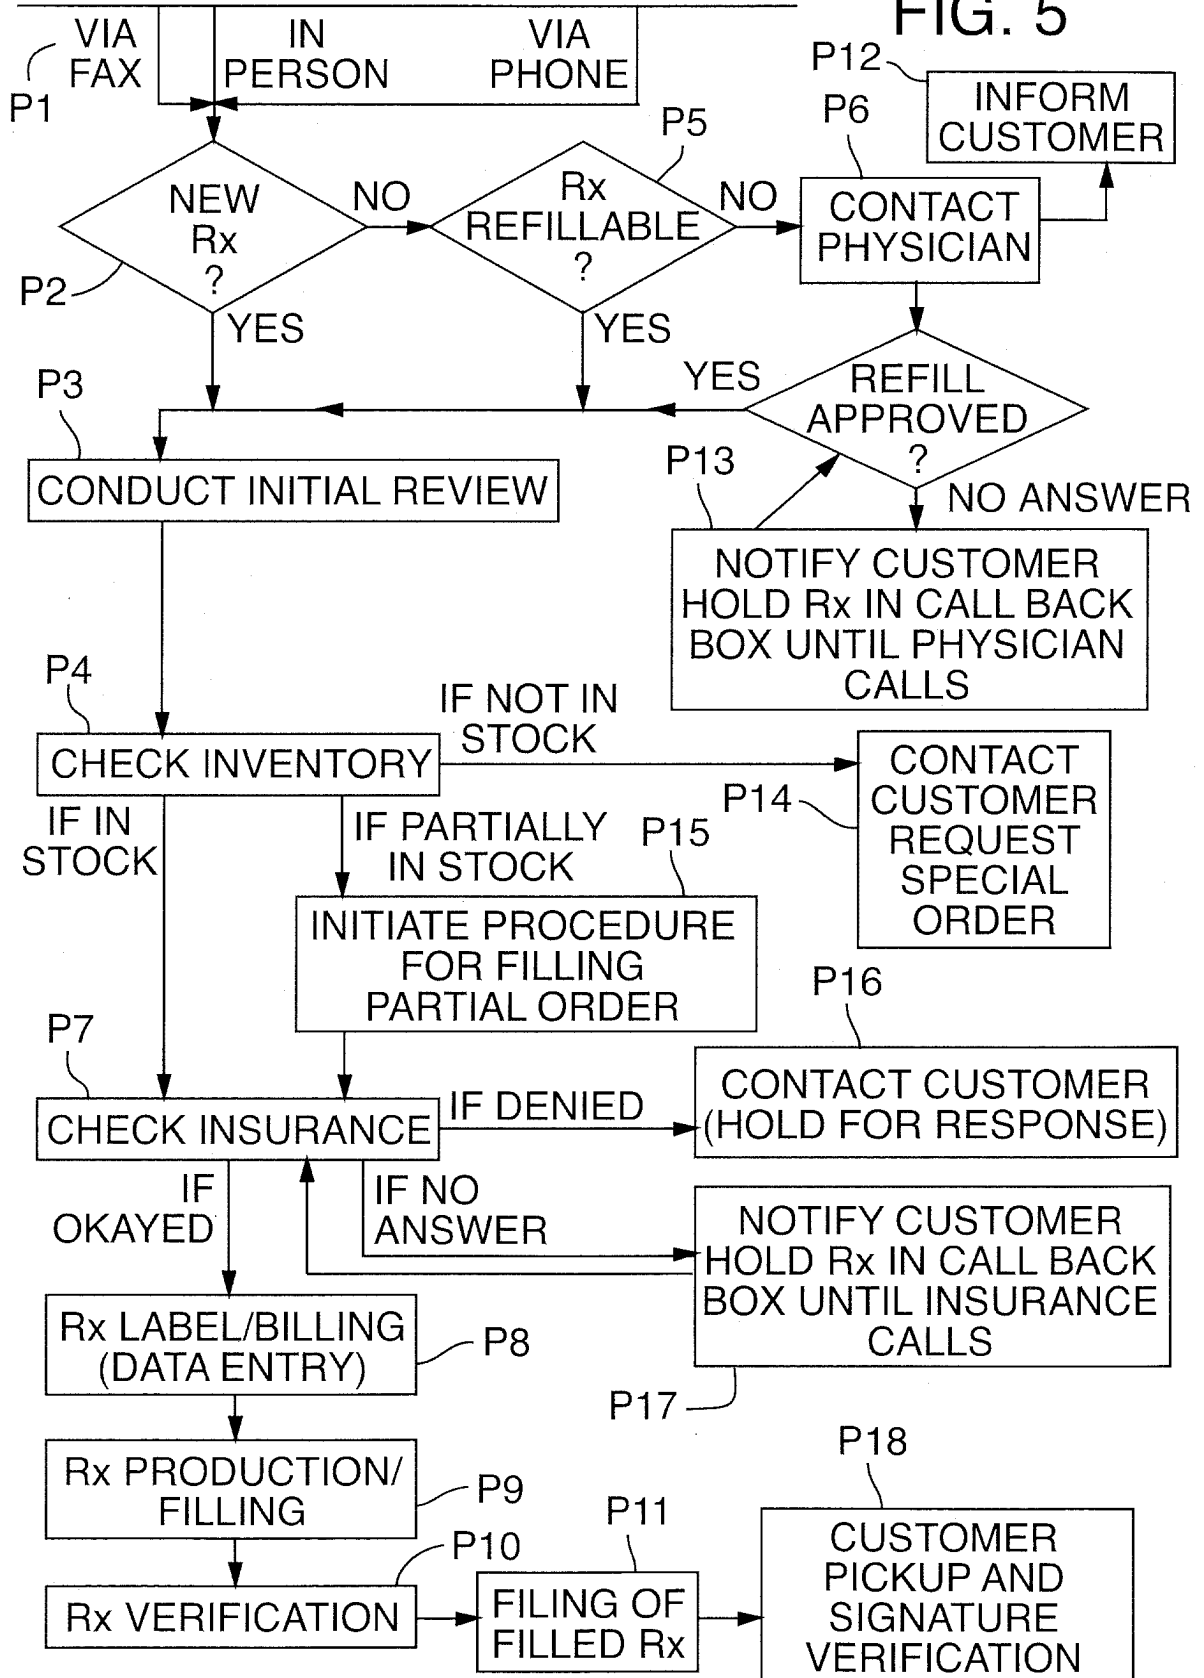 FIG. 5
VIA
FAX
IN
PERSON
VIA
PHONE
P1
P12
INFORM
CUSTOMER
P6
P5
NEW
Rx
?
NO
Rx
REFILLABLE
?
NO
CONTACT
PHYSICIAN
P2
YES
YES
YES
REFILL
APPROVED
?
P3
CONDUCT INITIAL REVIEW
P13
NO ANSWER
NOTIFY CUSTOMER
HOLD Rx IN CALL BACK
BOX UNTIL PHYSICIAN
CALLS
P4
CHECK INVENTORY
IF NOT IN
STOCK
P14
CONTACT
CUSTOMER
REQUEST
SPECIAL
ORDER
IF IN
STOCK
IF PARTIALLY
IN STOCK
P15
INITIATE PROCEDURE
FOR FILLING
PARTIAL ORDER
P16
P7
CHECK INSURANCE
IF DENIED
CONTACT CUSTOMER
(HOLD FOR RESPONSE)
IF
OKAYED
IF NO
ANSWER
NOTIFY CUSTOMER
HOLD Rx IN CALL BACK
BOX UNTIL INSURANCE
CALLS
P17
Rx LABEL/BILLING
(DATA ENTRY)
P8
Rx PRODUCTION/
FILLING
P9
P10
Rx VERIFICATION
P11
FILING OF
FILLED Rx
P18
CUSTOMER
PICKUP AND
SIGNATURE
VERIFICATION